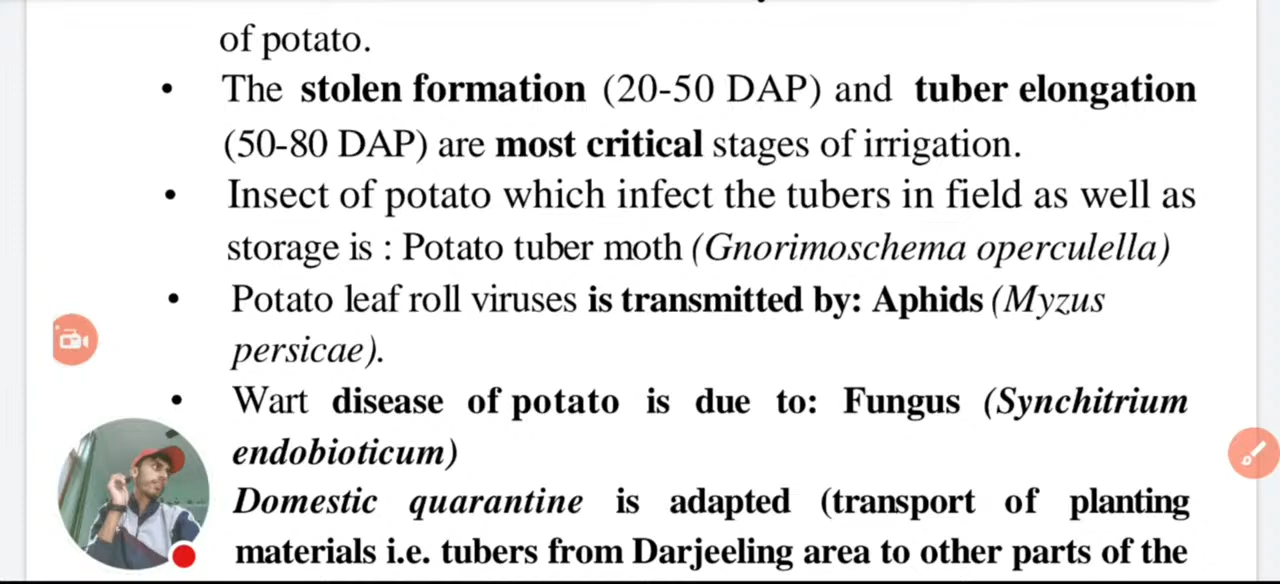 of potato.
• The stolen formation (20-50 DAP) and tuber elongation
(50-80 DAP) are most critical stages of irrigation.
• Insect of potato which infect the tubers in field as well as
storage is : Potato tuber moth (Gnorimoschema operculella)
• Potato leaf roll viruses is transmitted by: Aphids (Myzus
persicae).
• Wart disease of potato is due to: Fungus (Synchitrium
endobioticum)
Domestic quarantine is adapted (transport of planting
materials i.e. tubers from Darjeeling area to other parts of the